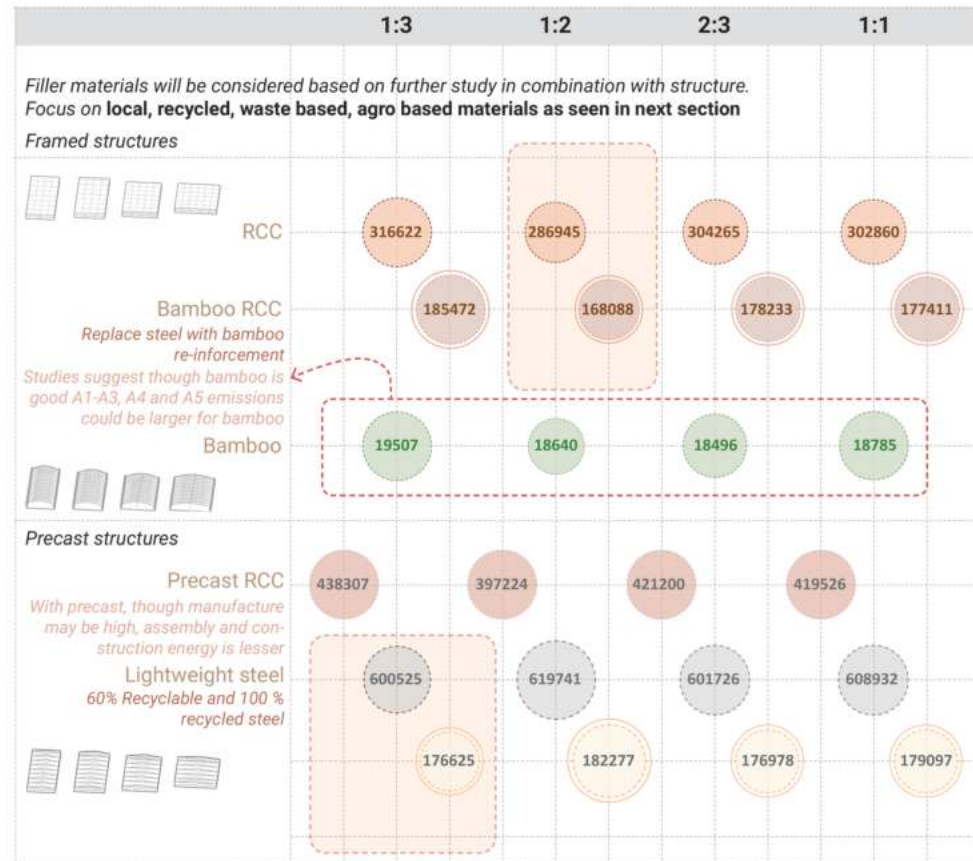 1:3 1:2 2:3 1:1
Filler materials will be considered based on further study in combination with structure.
Focus on local, recycled, waste based, agro based materials as seen in next section
Framed structures
RCC
316622 286945 304265 302860
Bamboo RCC
185472 168088 178233 177411
Replace steel with bamboo
re-inforcement
Studies suggest though bamboo is
good A1-A3, A4 and A5 emissions
could be larger for bamboo
Bamboo
19507 18640 18496 18785
Precast structures
Precast RCC
438307 397224 421200 419526
With precast, though manufacture
may be high, assembly and con-
struction energy is lesser
Lightweight steel
600525 619741 601726 608932
60% Recyclable and 100 %
recycled steel
176625 182277 176978 179097